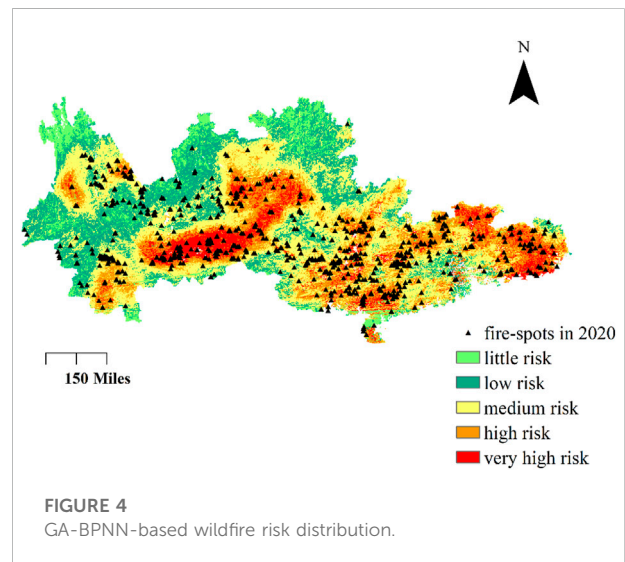 N
fire-spots in 2020
little risk
low risk
medium risk
high risk
very high risk
150 Miles
FIGURE 4
GA-BPNN-based wildfire risk distribution.